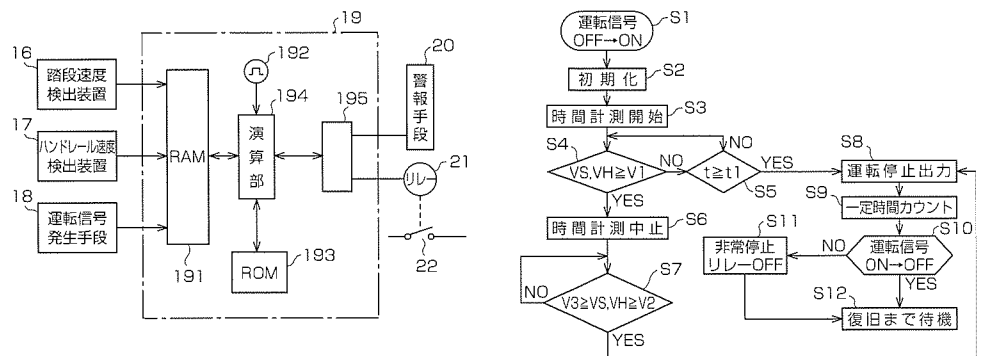 19
16
踏段速度
検出装置
17
ハンドレール速度
検出装置
18
運転信号
発生手段
RAM
191
192
194
演算部
ROM
193
195
20
警報手段
21
リレー
22
運転信号
OFF→ON
S1
初期化
S2
時間計測開始
S3
S4
VS,VH≧V1
NO
YES
t≧t1
NO
YES
S5
時間計測中止
S6
V3≧VS,VH≧V2
S7
NO
YES
運転停止出力
S8
S9
一定時間カウント
運転信号
ON→OFF
S10
NO
YES
S11
非常停止
リレーOFF
S12
復旧まで待機